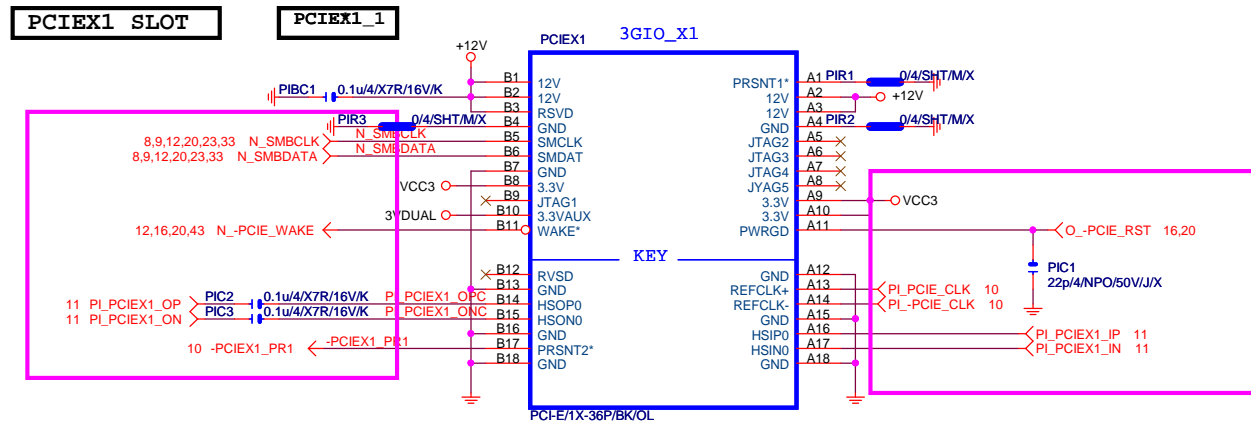 PCIEX1 SLOT
PCIEX1_1
3GIO_X1
PCIEX1
+12V
PIBC1 0.1u/4/X7R/16V/K
B1 12V
B2 12V
B3 RSVD
PIR3 0/4/SHT/M/X B4 GND
8,9,12,20,23,33 N_SMBCLK N_SMBCLK B5 SMCLK
8,9,12,20,23,33 N_SMBDATA N_SMBDATA B6 SMDAT
B7 GND
VCC3 B8 3.3V
B9 JTAG1
3VDUAL B10 3.3VAUX
12,16,20,43 N_-PCIE_WAKE B11 WAKE*
KEY
B12 RVSD
B13 GND
11 PI_PCIEX1_OP PIC2 0.1u/4/X7R/16V/K PI_PCIEX1_OPC B14 HSOP0
11 PI_PCIEX1_ON PIC3 0.1u/4/X7R/16V/K PI_PCIEX1_ONC B15 HSON0
B16 GND
10 -PCIEX1_PR1 -PCIEX1_PR1 B17 PRSNT2*
B18 GND
PRSNT1* A1 PIR1 0/4/SHT/M/X
12V A2 +12V
12V A3
GND A4 PIR2 0/4/SHT/M/X
JTAG2 A5
JTAG3 A6
JTAG4 A7
JYAG5 A8
3.3V A9 VCC3
3.3V A10
PWRGD A11 O_-PCIE_RST 16,20
PIC1
22p/4/NPO/50V/J/X
GND A12
REFCLK+ A13 PI_PCIE_CLK 10
REFCLK- A14 PI_-PCIE_CLK 10
GND A15
HSIP0 A16 PI_PCIEX1_IP 11
HSIN0 A17 PI_PCIEX1_IN 11
GND A18
PCI-E/1X-36P/BK/OL